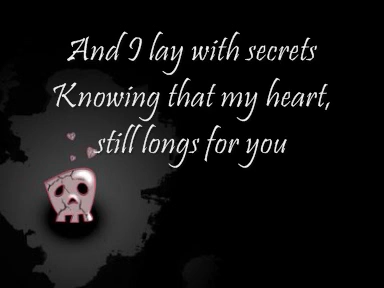 And I lay with secrets
Knowing that my heart,
still longs for you